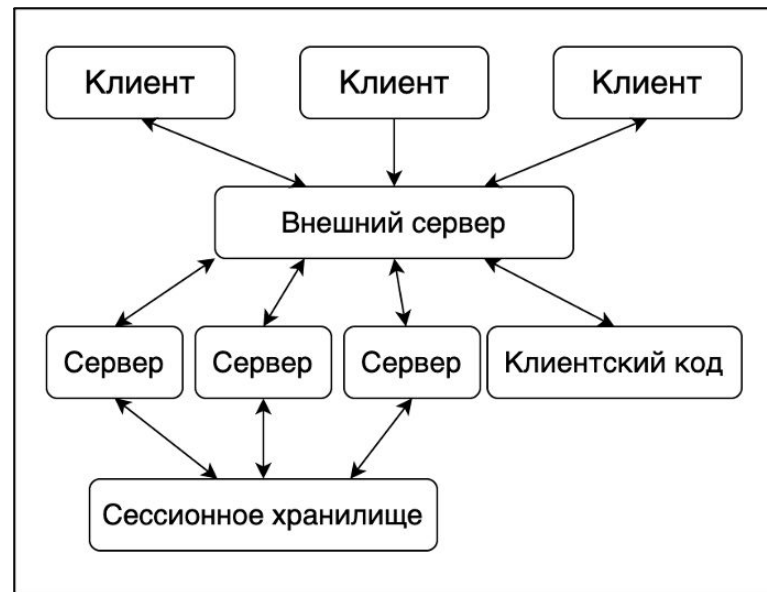 Клиент
Клиент
Клиент
Внешний сервер
Сервер
Сервер
Сервер
Клиентский код
Сессионное хранилище